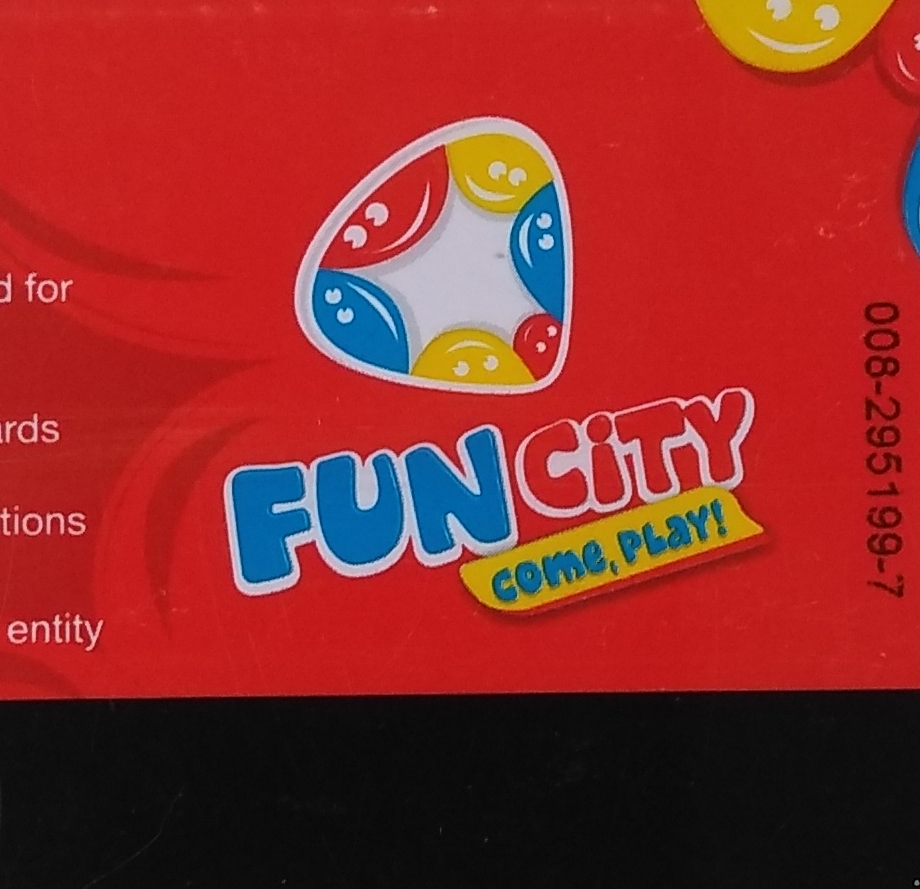 d for
rds
tions
entity
FUN CiTY
COME, PLAY!
008-295199-7